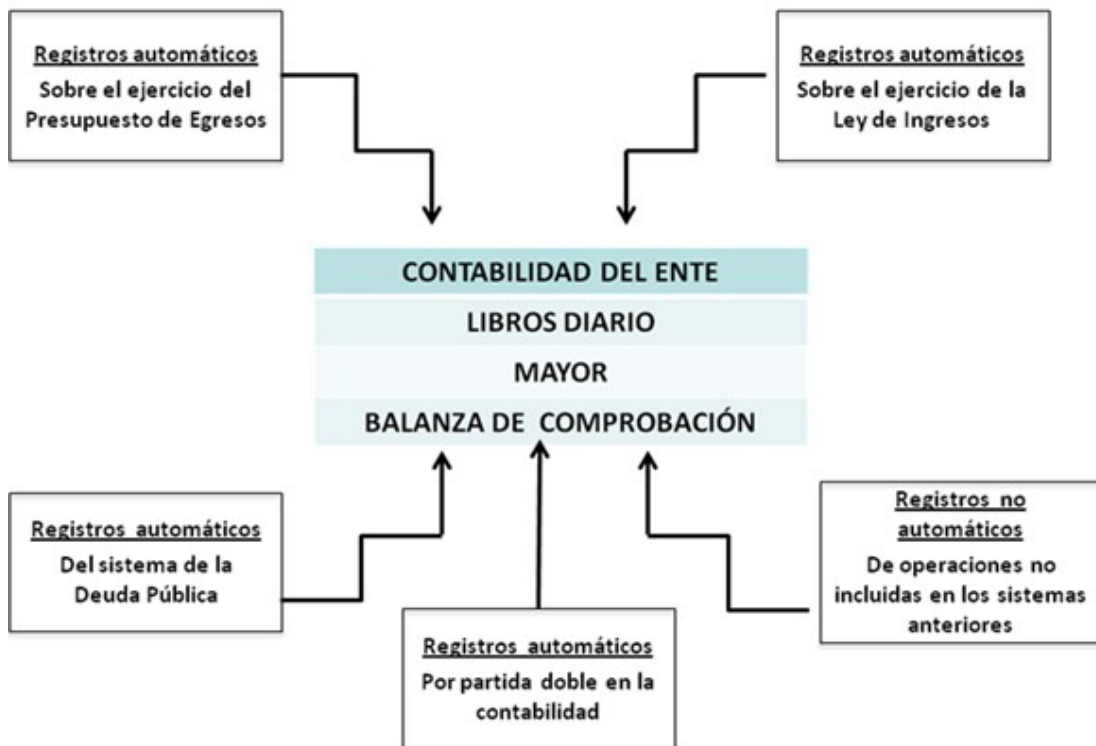 Registros automáticos
Sobre el ejercicio del
Presupuesto de Egresos
Registros automáticos
Sobre el ejercicio de la
Ley de Ingresos
CONTABILIDAD DEL ENTE
LIBROS DIARIO
MAYOR
BALANZA DE COMPROBACIÓN
Registros automáticos
Del sistema de la
Deuda Pública
Registros automáticos
Por partida doble en la
contabilidad
Registros no
automáticos
De operaciones no
incluidas en los sistemas
anteriores